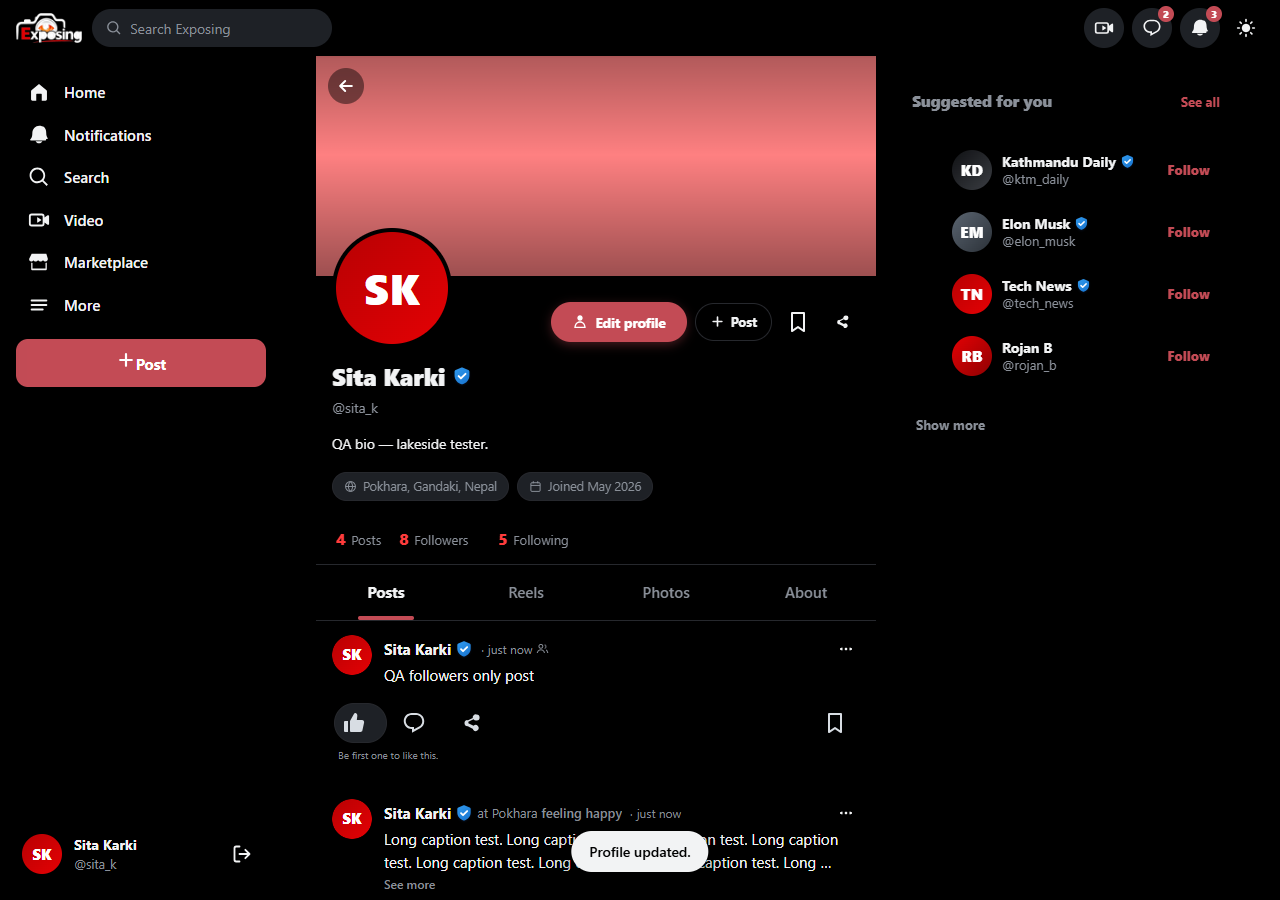 Exposing
Search Exposing
2
3
Home
Notifications
Search
Video
Marketplace
More
+ Post
Sita Karki
@sita_k
SK
SK
Edit profile
+ Post
Sita Karki
@sita_k
QA bio — lakeside tester.
Pokhara, Gandaki, Nepal
Joined May 2026
4 Posts 8 Followers 5 Following
Posts Reels Photos About
SK
Sita Karki · just now
QA followers only post
Be first one to like this.
SK
Sita Karki at Pokhara feeling happy · just now
Long caption test. Long capti n test. Long caption
test. Long caption test. Long caption test. Long ...
See more
Profile updated.
Suggested for you See all
KD
Kathmandu Daily
@ktm_daily
Follow
EM
Elon Musk
@elon_musk
Follow
TN
Tech News
@tech_news
Follow
RB
Rojan B
@rojan_b
Follow
Show more